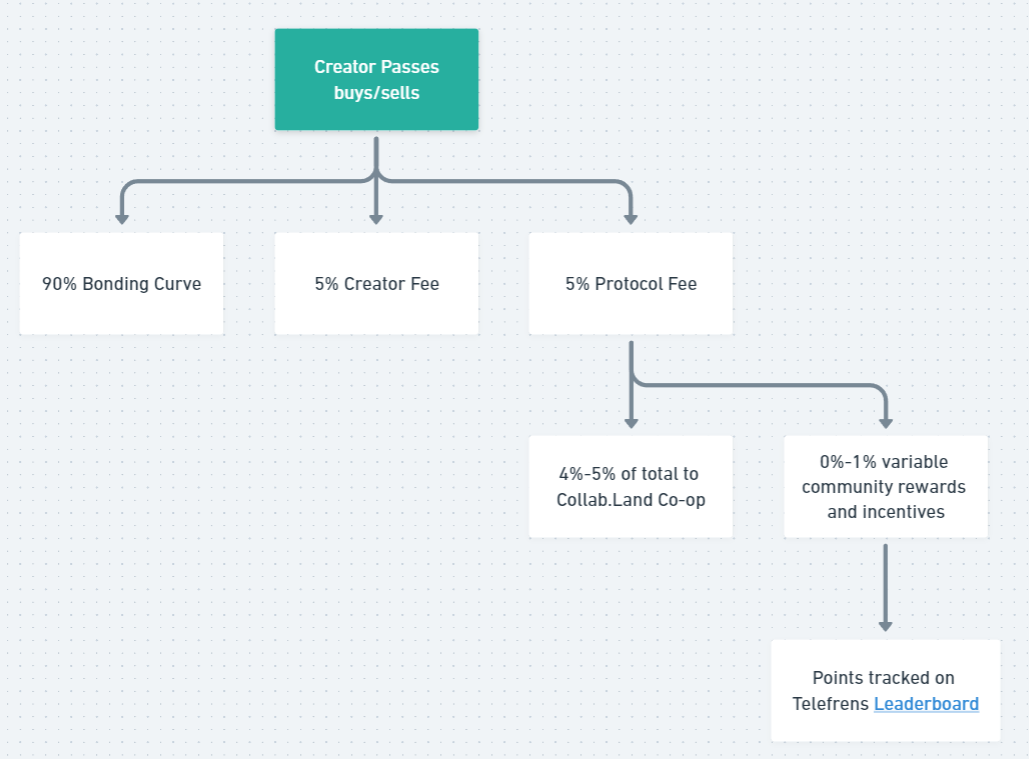 Creator Passes
buys/sells
90% Bonding Curve
5% Creator Fee
5% Protocol Fee
4%-5% of total to
Collab.Land Co-op
0%-1% variable
community rewards
and incentives
Points tracked on
Telefrens Leaderboard